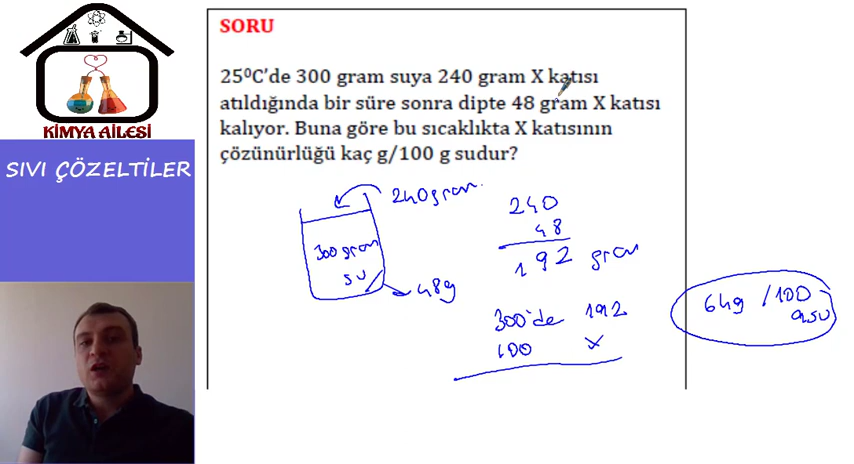 SORU
25⁰C'de 300 gram suya 240 gram X katısı
atıldığında bir süre sonra dipte 48 gram X katısı
kalıyor. Buna göre bu sıcaklıkta X katısının
çözünürlüğü kaç g/100 g sudur?
KİMYA AİLESİ
SIVI ÇÖZELTİLER
240 gram.
300 gram
su
48g
240
48
192 gram
300'de 192
100 x
64g /100
g su